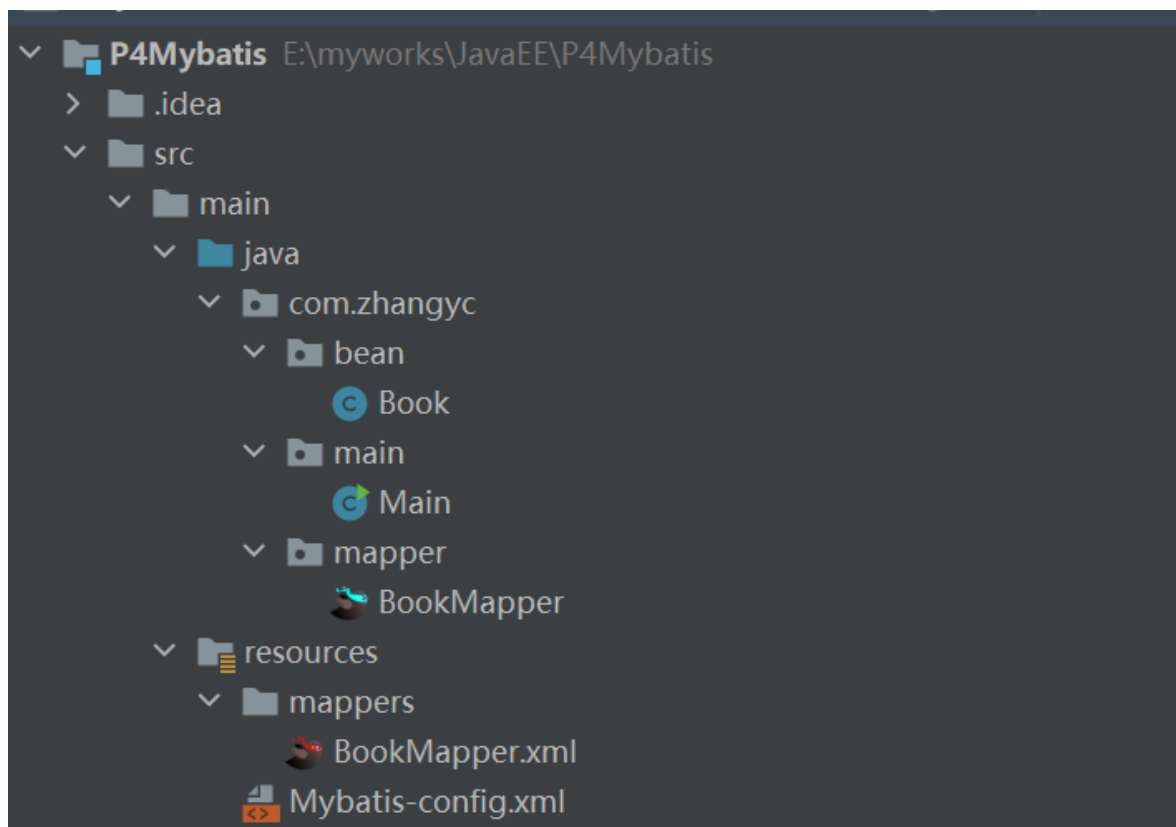 P4Mybatis E:\myworks\JavaEE\P4Mybatis
.idea
src
main
java
com.zhangyc
bean
Book
main
Main
mapper
BookMapper
resources
mappers
BookMapper.xml
Mybatis-config.xml